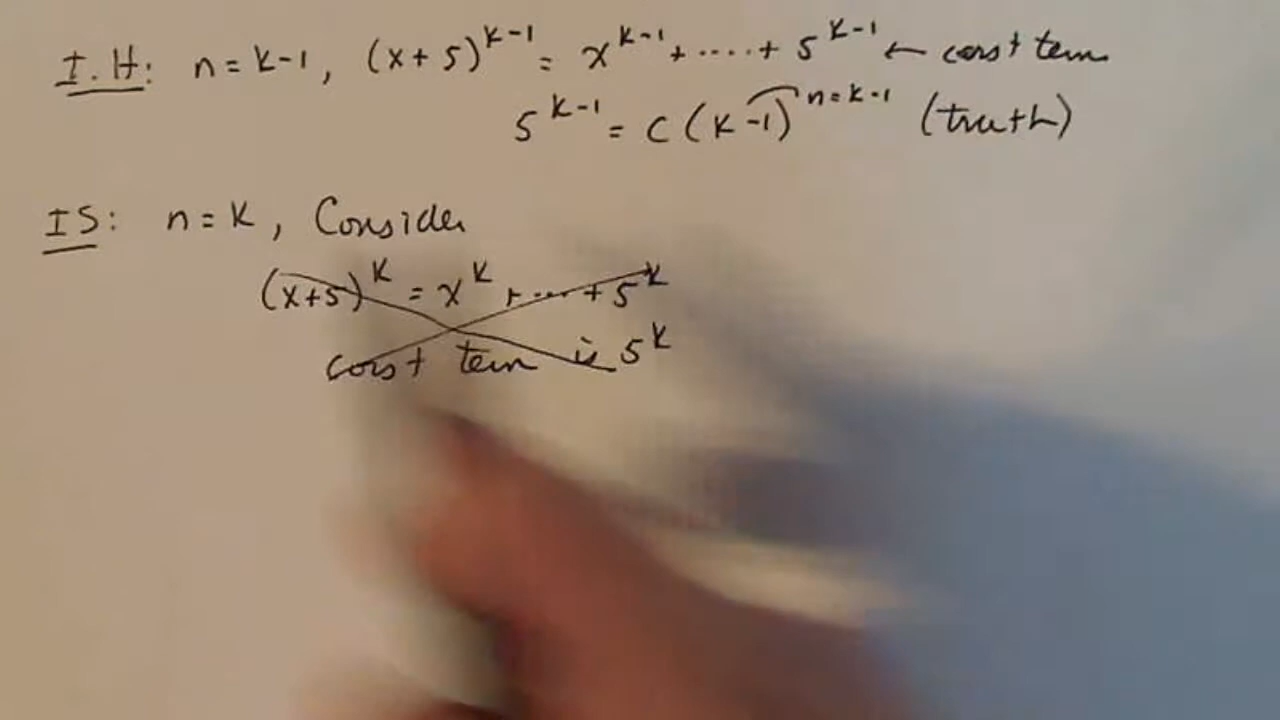 I.H: n = k-1, (x+5)^{k-1} = x^{k-1} + .... + 5^{k-1} ← const term
5^{k-1} = C(k-1) n=k-1 (truth)
IS: n = k, Consider
(x+5)^k = x^k + ... + 5^k
const term is 5^k